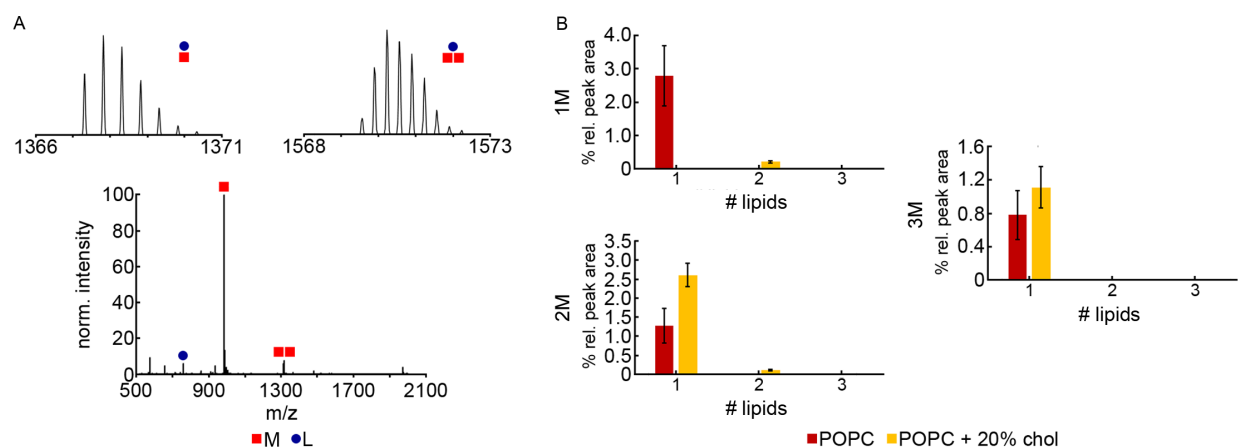 A
1366 1371
1568 1573
norm. intensity
100
80
60
40
20
0
500 900 1300 1700 2100
m/z
M L
B
1M
% rel. peak area
4.0
3.0
2.0
1.0
0
1 2 3
# lipids
2M
% rel. peak area
3.5
3.0
2.5
2.0
1.5
1.0
0.5
0
1 2 3
# lipids
3M
% rel. peak area
1.6
1.2
0.8
0.4
0
1 2 3
# lipids
POPC POPC + 20% chol